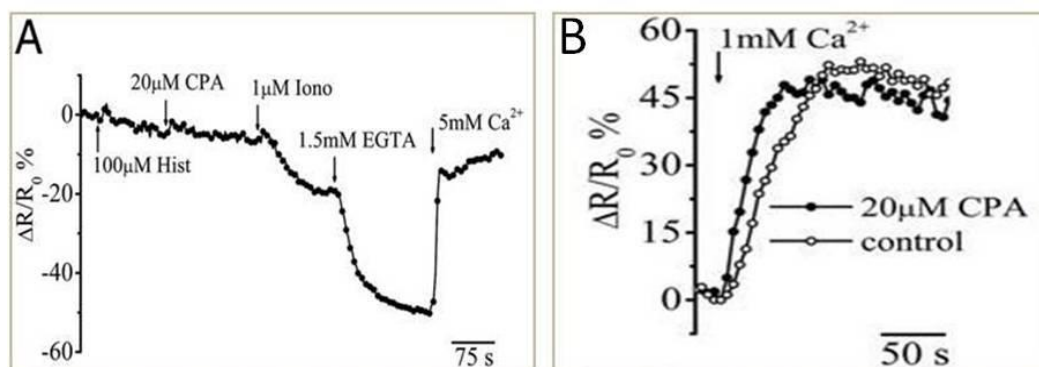 A
ΔR/R₀ %
0
-20
-40
-60
100μM Hist
20μM CPA
1μM Iono
1.5mM EGTA
5mM Ca²⁺
75 s
B
ΔR/R₀ %
60
45
30
15
0
1mM Ca²⁺
20μM CPA
control
50 s